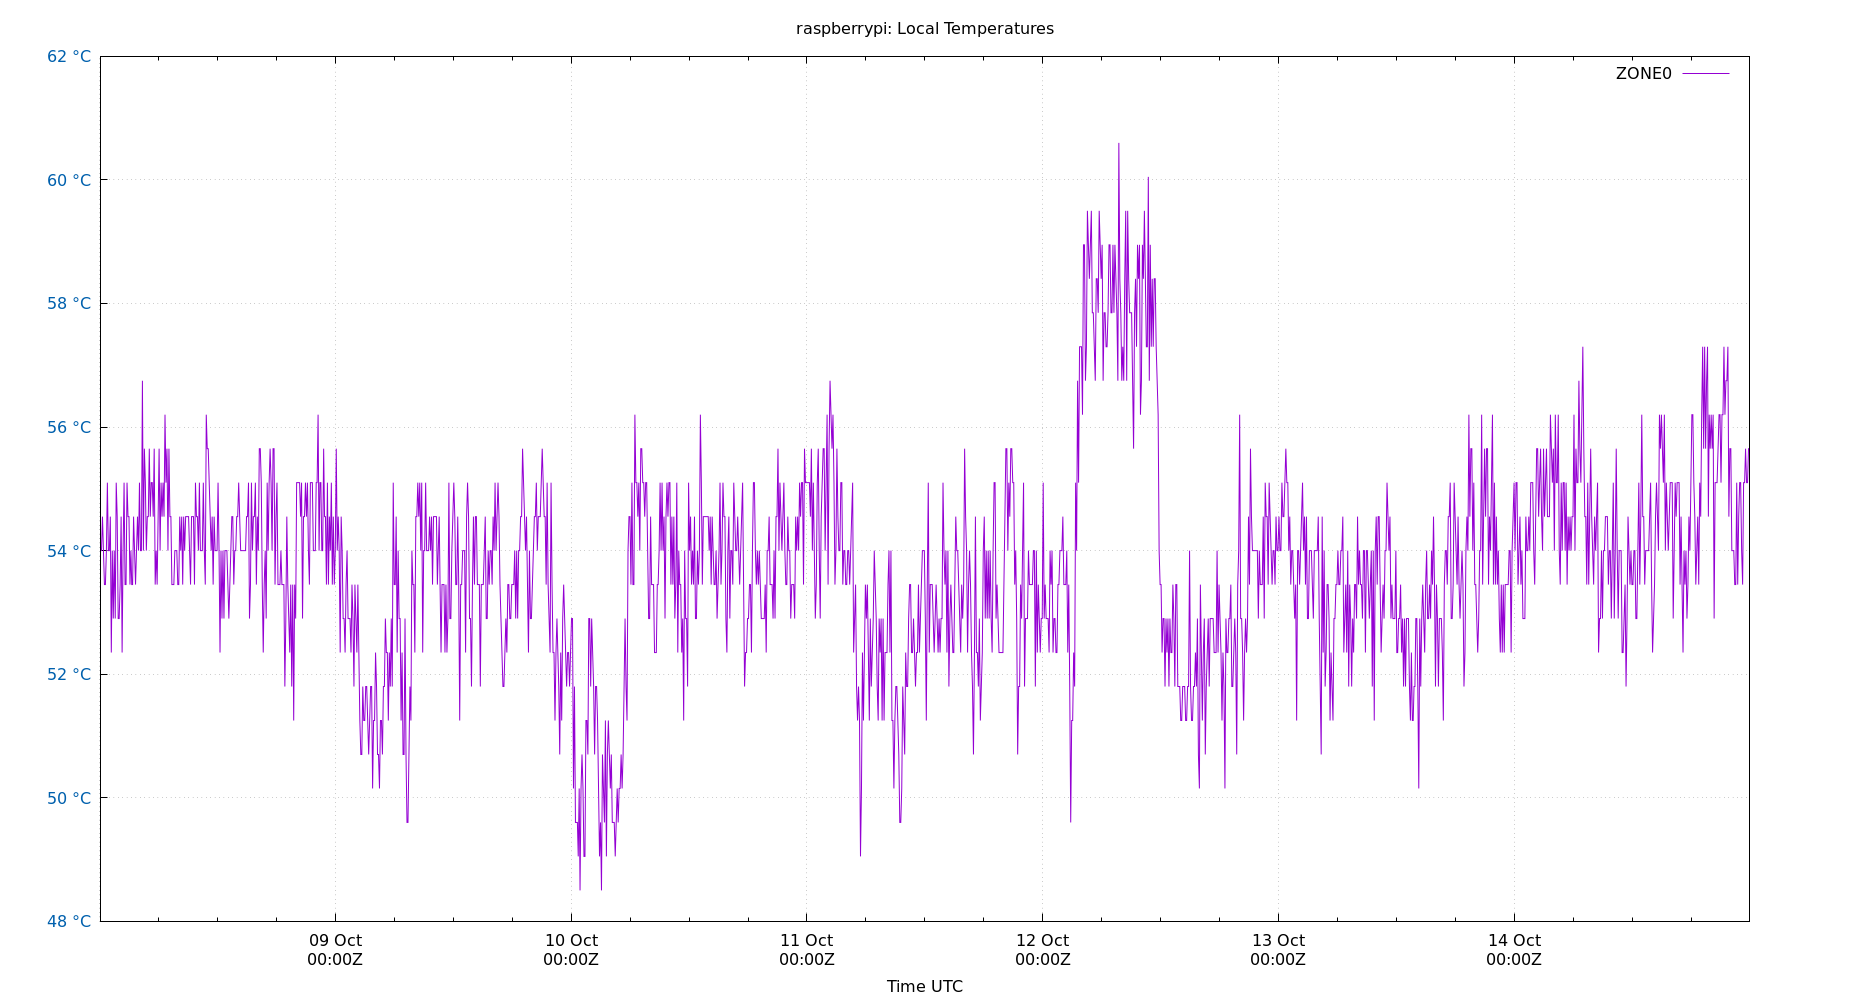 raspberrypi: Local Temperatures
62 °C
ZONE0
60 °C
58 °C
56 °C
54 °C
52 °C
50 °C
48 °C
09 Oct 10 Oct 11 Oct 12 Oct 13 Oct 14 Oct
00:00Z 00:00Z 00:00Z 00:00Z 00:00Z 00:00Z
Time UTC